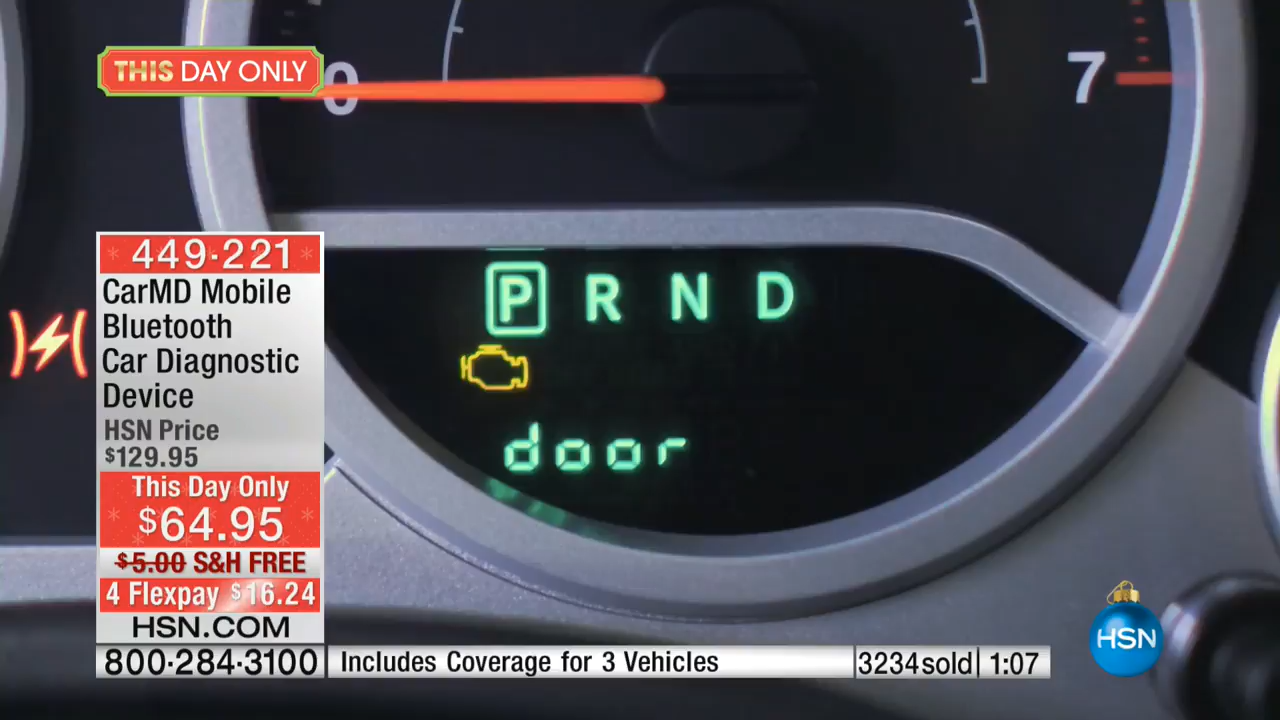 THIS DAY ONLY
0
7
449·221
CarMD Mobile
Bluetooth
Car Diagnostic
Device
HSN Price
$129.95
This Day Only
$64.95
$5.00 S&H FREE
4 Flexpay $16.24
HSN.COM
800·284·3100
P R N D
door
HSN
Includes Coverage for 3 Vehicles
3234sold
1:07